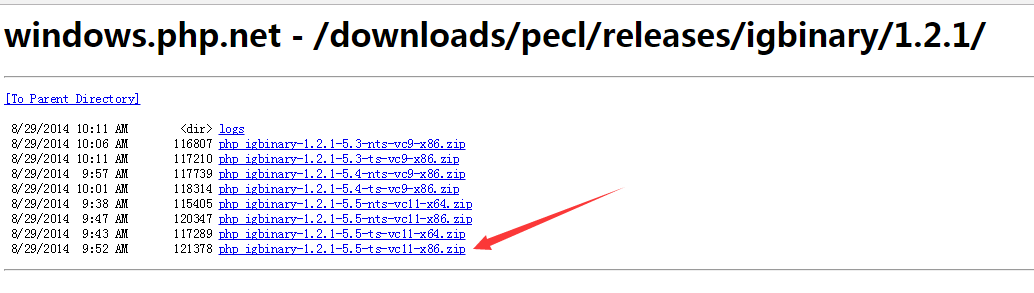 windows.php.net - /downloads/pecl/releases/igbinary/1.2.1/
[To Parent Directory]
8/29/2014 10:11 AM <dir> logs
8/29/2014 10:06 AM 116807 php_igbinary-1.2.1-5.3-nts-vc9-x86.zip
8/29/2014 10:11 AM 117210 php_igbinary-1.2.1-5.3-ts-vc9-x86.zip
8/29/2014 9:57 AM 117739 php_igbinary-1.2.1-5.4-nts-vc9-x86.zip
8/29/2014 10:01 AM 118314 php_igbinary-1.2.1-5.4-ts-vc9-x86.zip
8/29/2014 9:38 AM 115405 php_igbinary-1.2.1-5.5-nts-vc11-x64.zip
8/29/2014 9:47 AM 120347 php_igbinary-1.2.1-5.5-nts-vc11-x86.zip
8/29/2014 9:43 AM 117289 php_igbinary-1.2.1-5.5-ts-vc11-x64.zip
8/29/2014 9:52 AM 121378 php_igbinary-1.2.1-5.5-ts-vc11-x86.zip